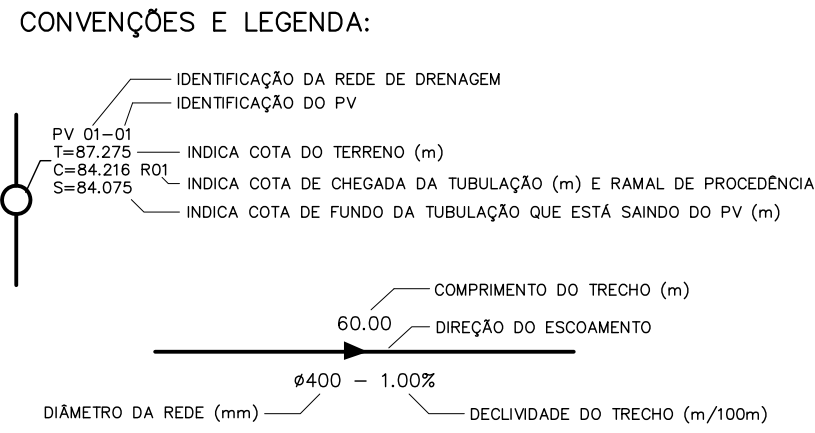 CONVENÇÕES E LEGENDA:
IDENTIFICAÇÃO DA REDE DE DRENAGEM
IDENTIFICAÇÃO DO PV
PV 01-01
T=87.275
INDICA COTA DO TERRENO (m)
C=84.216 R01
INDICA COTA DE CHEGADA DA TUBULAÇÃO (m) E RAMAL DE PROCEDÊNCIA
S=84.075
INDICA COTA DE FUNDO DA TUBULAÇÃO QUE ESTÁ SAINDO DO PV (m)
COMPRIMENTO DO TRECHO (m)
60.00
DIREÇÃO DO ESCOAMENTO
ø400 - 1.00%
DIÂMETRO DA REDE (mm)
DECLIVIDADE DO TRECHO (m/100m)